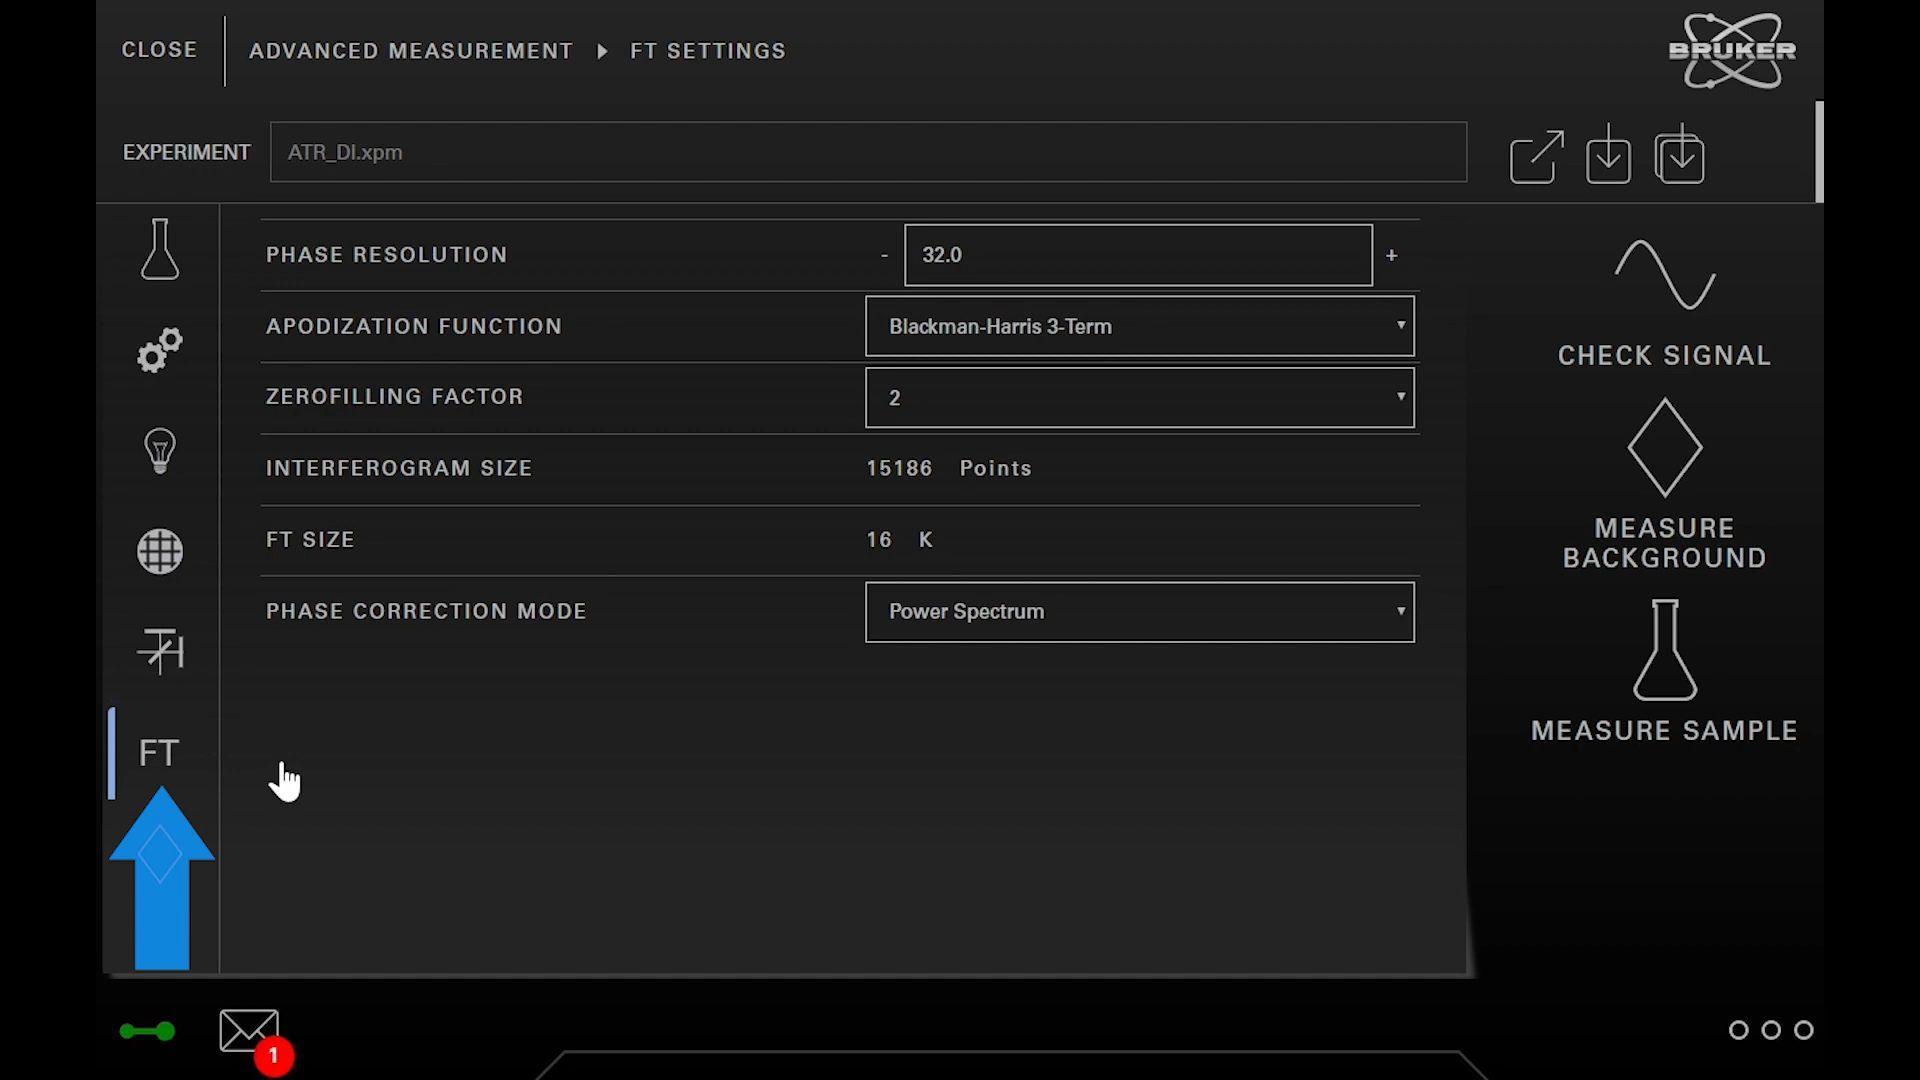 CLOSE
ADVANCED MEASUREMENT ▸ FT SETTINGS
BRUKER
EXPERIMENT
ATR_DI.xpm
PHASE RESOLUTION
- 32.0 +
APODIZATION FUNCTION
Blackman-Harris 3-Term
ZEROFILLING FACTOR
2
INTERFEROGRAM SIZE
15186 Points
FT SIZE
16 K
PHASE CORRECTION MODE
Power Spectrum
FT
CHECK SIGNAL
MEASURE
BACKGROUND
MEASURE SAMPLE
1